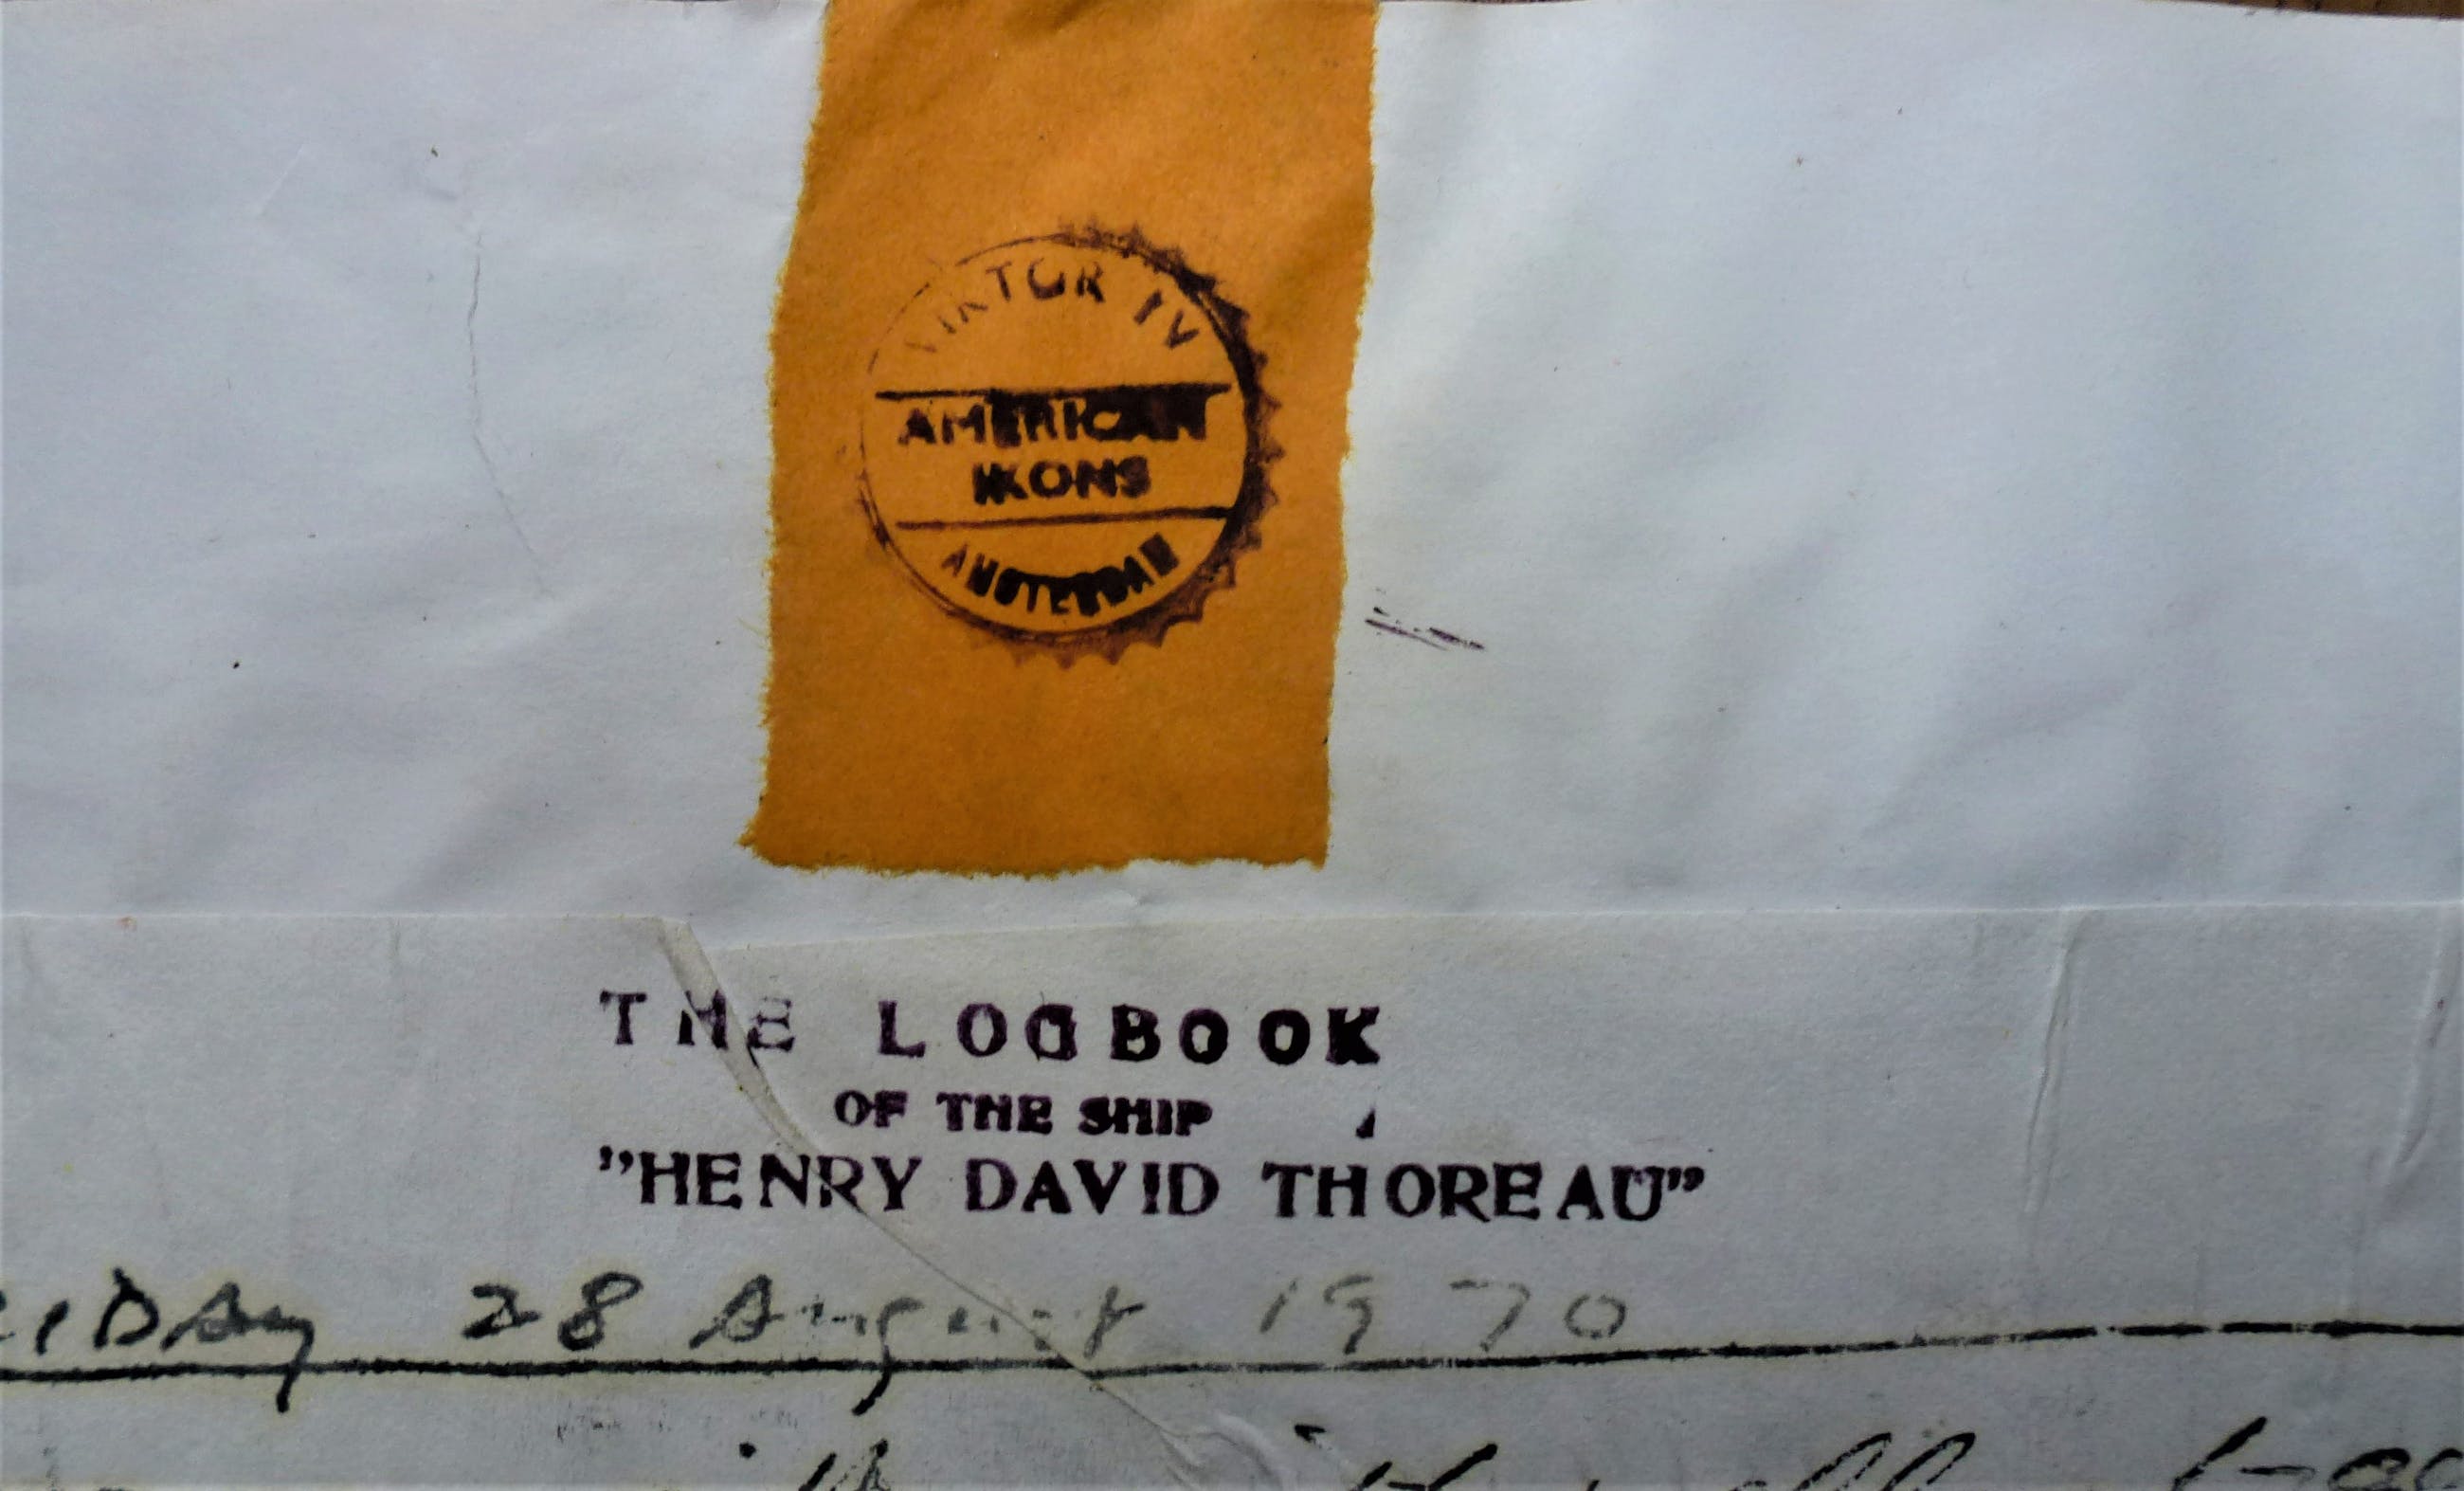 VIKTOR IV
AMERICAN
IKONS
AMSTERDAM
THE LOGBOOK
OF THE SHIP
"HENRY DAVID THOREAU"
28 August 1970